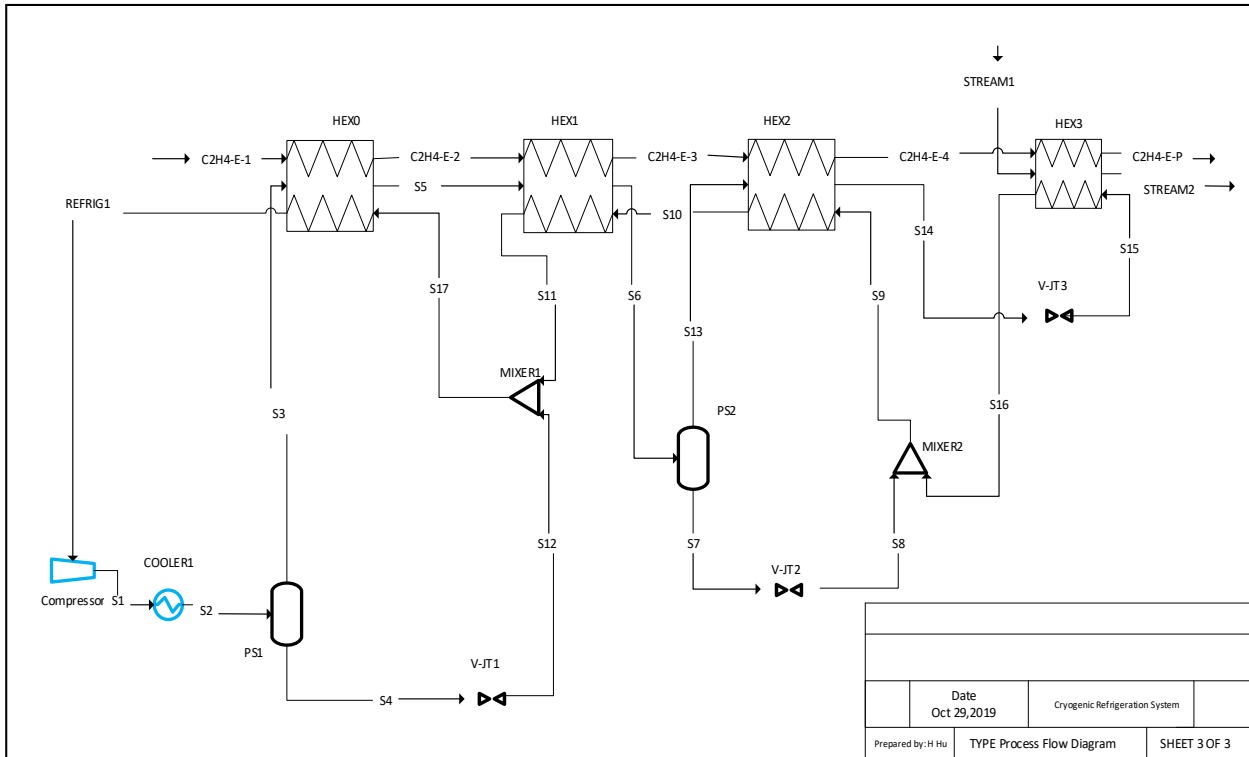 STREAM1
HEX0
HEX1
HEX2
HEX3
C2H4-E-1
C2H4-E-2
C2H4-E-3
C2H4-E-4
C2H4-E-P
S5
STREAM2
REFRIG1
S10
S14
S15
S17
S11
S6
S9
V-JT3
S13
MIXER1
S3
PS2
S16
MIXER2
S12
S7
S8
COOLER1
V-JT2
Compressor
S1
S2
PS1
V-JT1
S4
Date
Oct 29,2019
Cryogenic Refrigeration System
Prepared by: H Hu
TYPE Process Flow Diagram
SHEET 3 OF 3